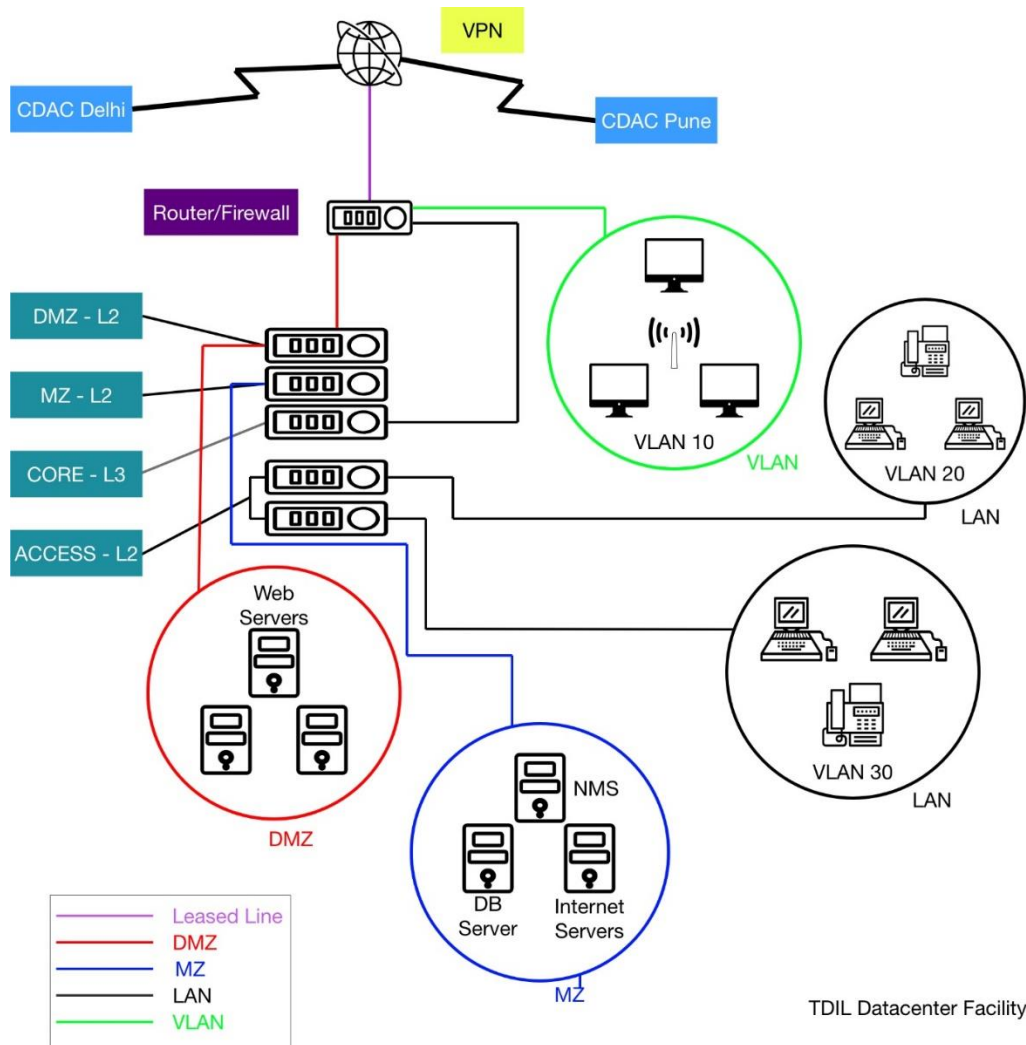 VPN
CDAC Delhi
CDAC Pune
Router/Firewall
DMZ - L2
MZ - L2
CORE - L3
ACCESS - L2
VLAN 10
VLAN
VLAN 20
LAN
Web
Servers
DMZ
VLAN 30
LAN
NMS
DB
Server
Internet
Servers
MZ
Leased Line
DMZ
MZ
LAN
VLAN
TDIL Datacenter Facility